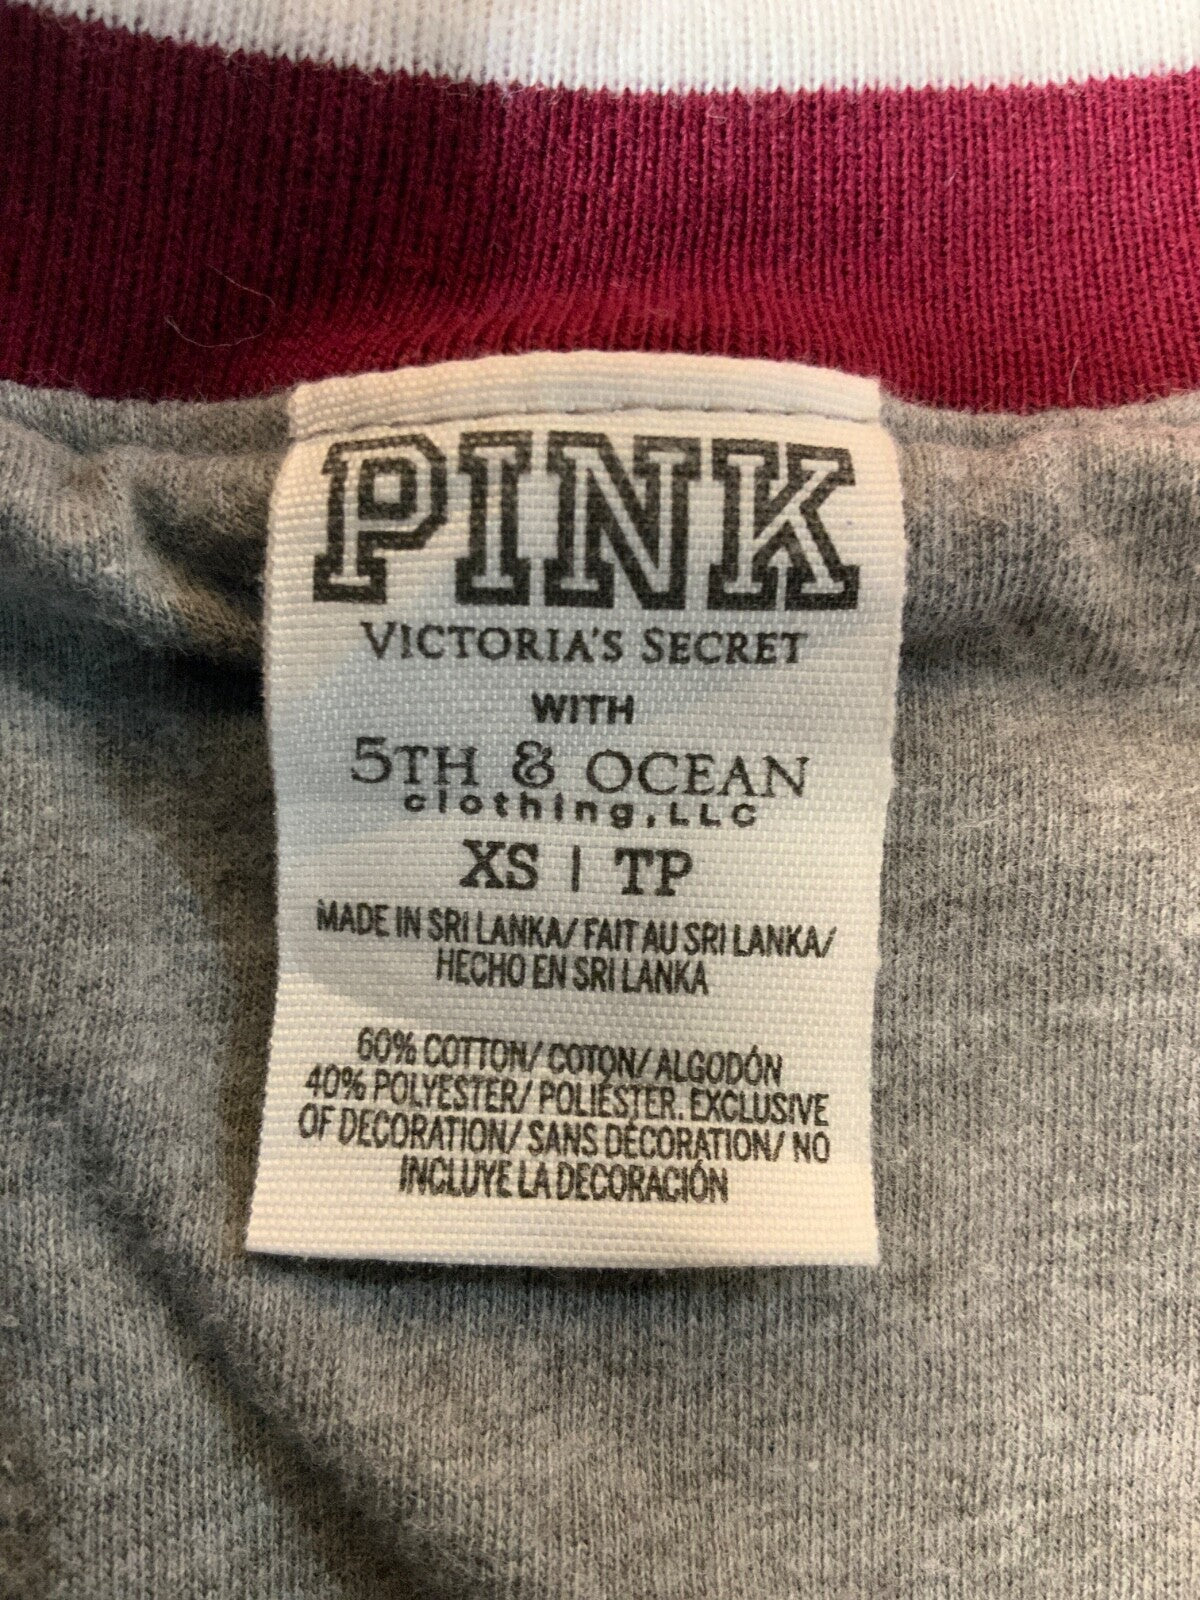 PINK
VICTORIA'S SECRET
WITH
5TH & OCEAN
clothing, LLC
XS | TP
MADE IN SRI LANKA/ FAIT AU SRI LANKA/
HECHO EN SRI LANKA
60% COTTON/ COTON/ ALGODÓN
40% POLYESTER/ POLIÉSTER. EXCLUSIVE
OF DECORATION/ SANS DÉCORATION/ NO
INCLUYE LA DECORACIÓN